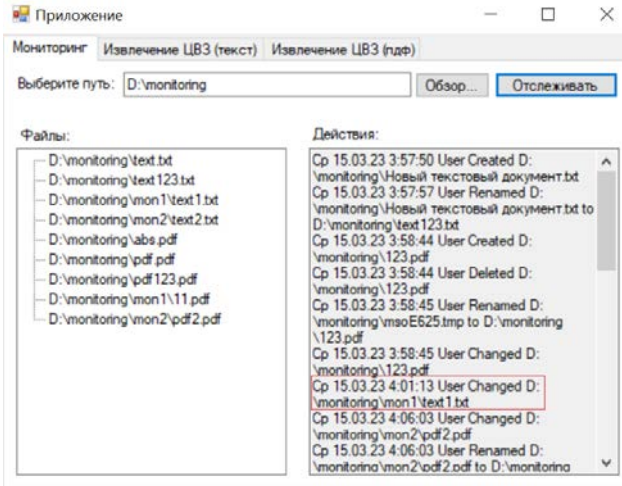 Приложение
Мониторинг Извлечение ЦВЗ (текст) Извлечение ЦВЗ (пдф)
Выберите путь: D:\monitoring Обзор... Отслеживать
Файлы:
D:\monitoring\text.txt
D:\monitoring\text123.txt
D:\monitoring\mon1\text1.txt
D:\monitoring\mon2\text2.txt
D:\monitoring\abs.pdf
D:\monitoring\pdf.pdf
D:\monitoring\pdf123.pdf
D:\monitoring\mon1\11.pdf
D:\monitoring\mon2\pdf2.pdf
Действия:
Ср 15.03.23 3:57:50 User Created D:
\monitoring\Новый текстовый документ.txt
Ср 15.03.23 3:57:57 User Renamed D:
\monitoring\Новый текстовый документ.txt to
D:\monitoring\text123.txt
Ср 15.03.23 3:58:44 User Created D:
\monitoring\123.pdf
Ср 15.03.23 3:58:44 User Deleted D:
\monitoring\123.pdf
Ср 15.03.23 3:58:45 User Renamed D:
\monitoring\msoE625.tmp to D:\monitoring
\123.pdf
Ср 15.03.23 3:58:45 User Changed D:
\monitoring\123.pdf
Ср 15.03.23 4:01:13 User Changed D:
\monitoring\mon1\text1.txt
Ср 15.03.23 4:06:03 User Changed D:
\monitoring\mon2\pdf2.pdf
Ср 15.03.23 4:06:03 User Renamed D:
\monitoring\mon2\pdf2.pdf to D:\monitoring